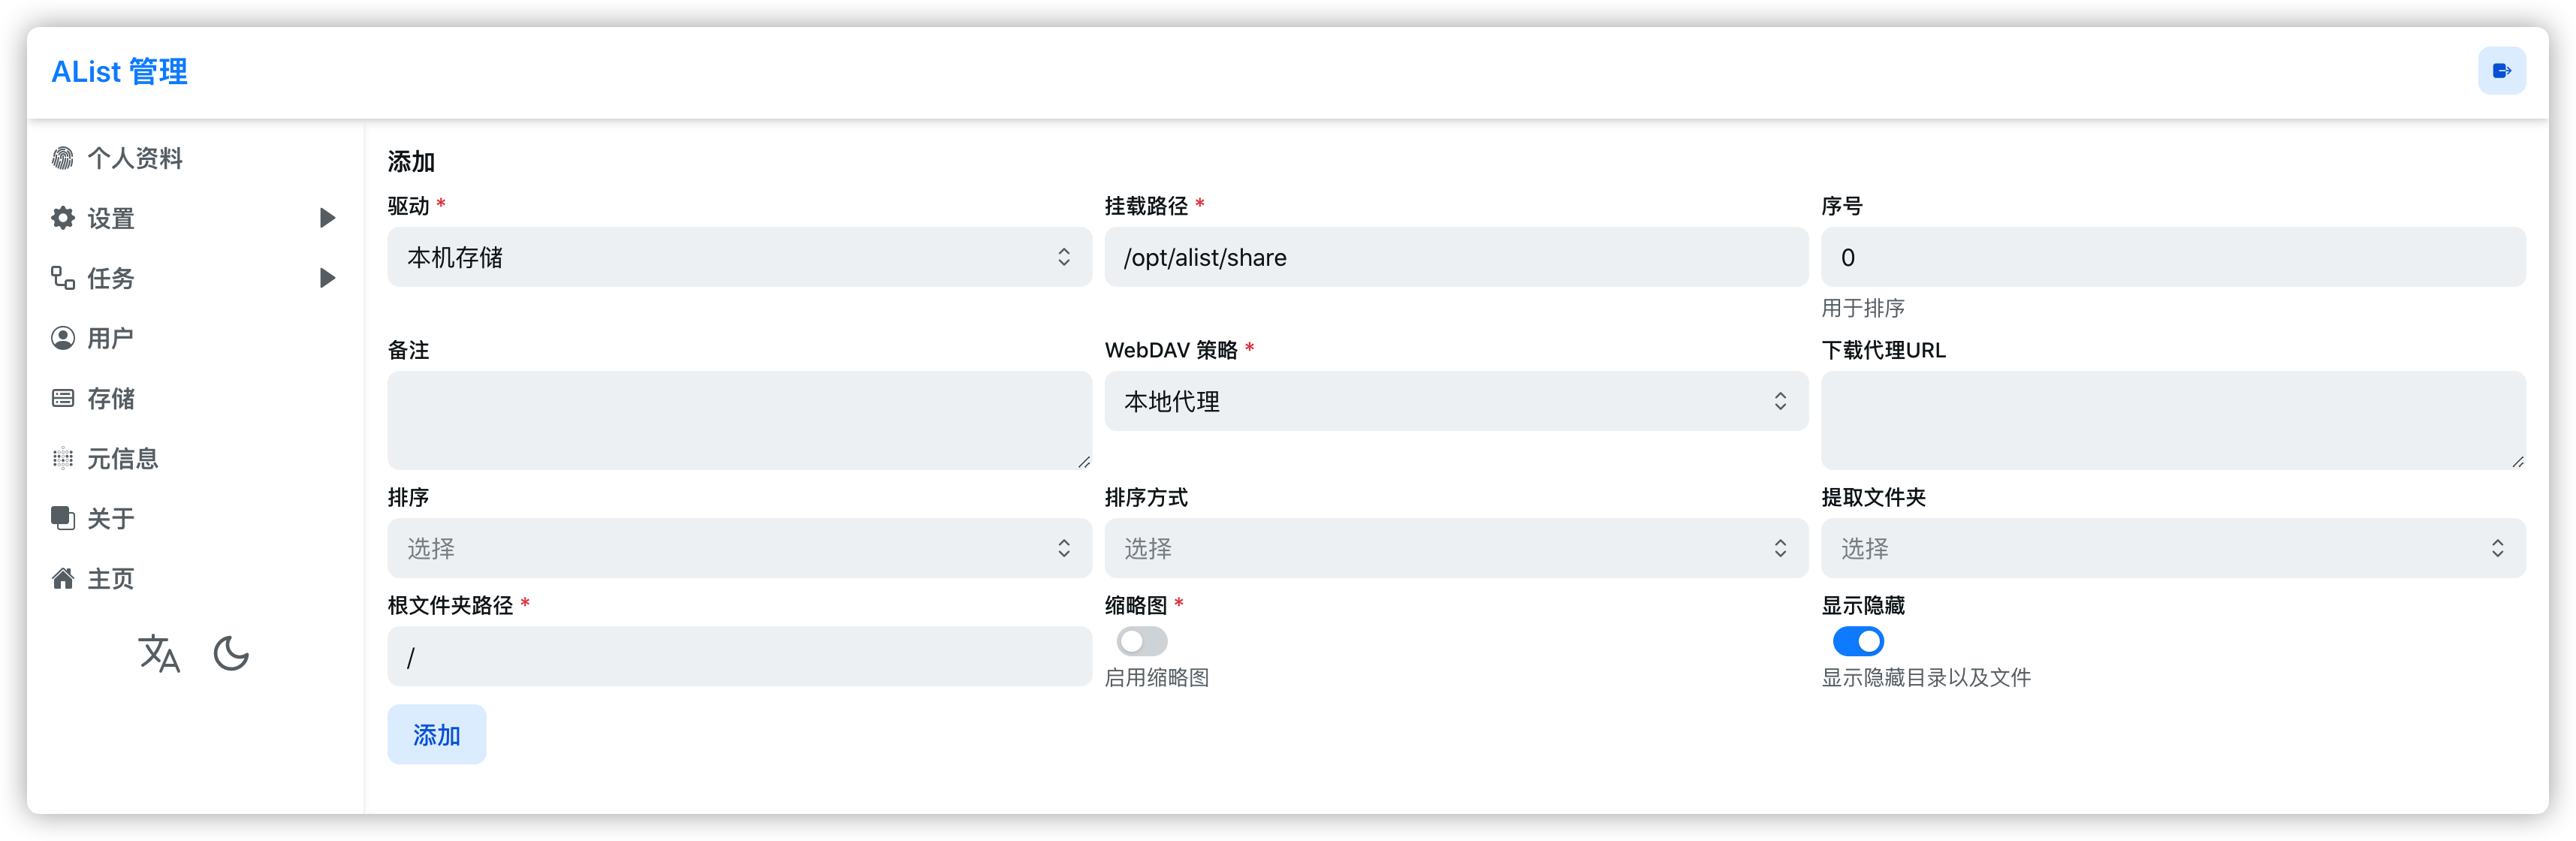 AList 管理
个人资料
设置
任务
用户
存储
元信息
关于
主页
添加
驱动 *
挂载路径 *
序号
本机存储
/opt/alist/share
0
用于排序
备注
WebDAV 策略 *
下载代理URL
本地代理
排序
排序方式
提取文件夹
选择
选择
选择
根文件夹路径 *
缩略图 *
显示隐藏
/
启用缩略图
显示隐藏目录以及文件
添加